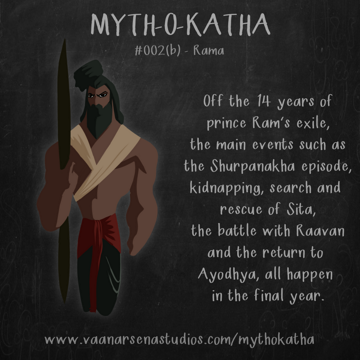 MYTH-O-KATHA
#002(b) - Rama
Off the 14 years of
prince Ram's exile,
the main events such as
the Shurpanakha episode,
kidnapping, search and
rescue of Sita,
the battle with Raavan
and the return to
Ayodhya, all happen
in the final year.
www.vaanarsenastudios.com/mythokatha